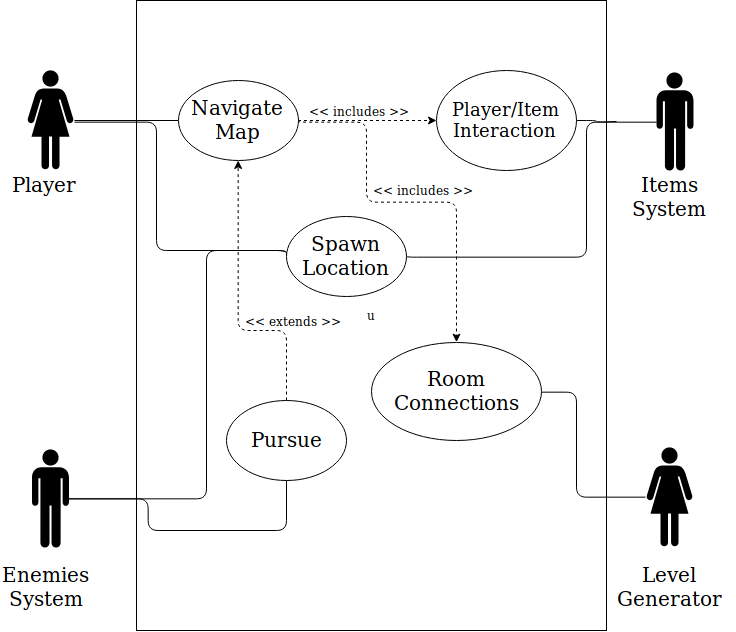 Navigate
Map
<< includes >>
Player/Item
Interaction
Player
Items
System
<< includes >>
Spawn
Location
<< extends >>
u
Room
Connections
Pursue
Enemies
System
Level
Generator